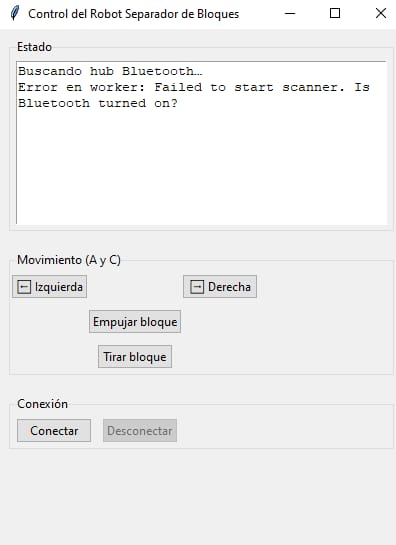 Control del Robot Separador de Bloques
Estado
Buscando hub Bluetooth…
Error en worker: Failed to start scanner. Is
Bluetooth turned on?
Movimiento (A y C)
← Izquierda
→ Derecha
Empujar bloque
Tirar bloque
Conexión
Conectar
Desconectar